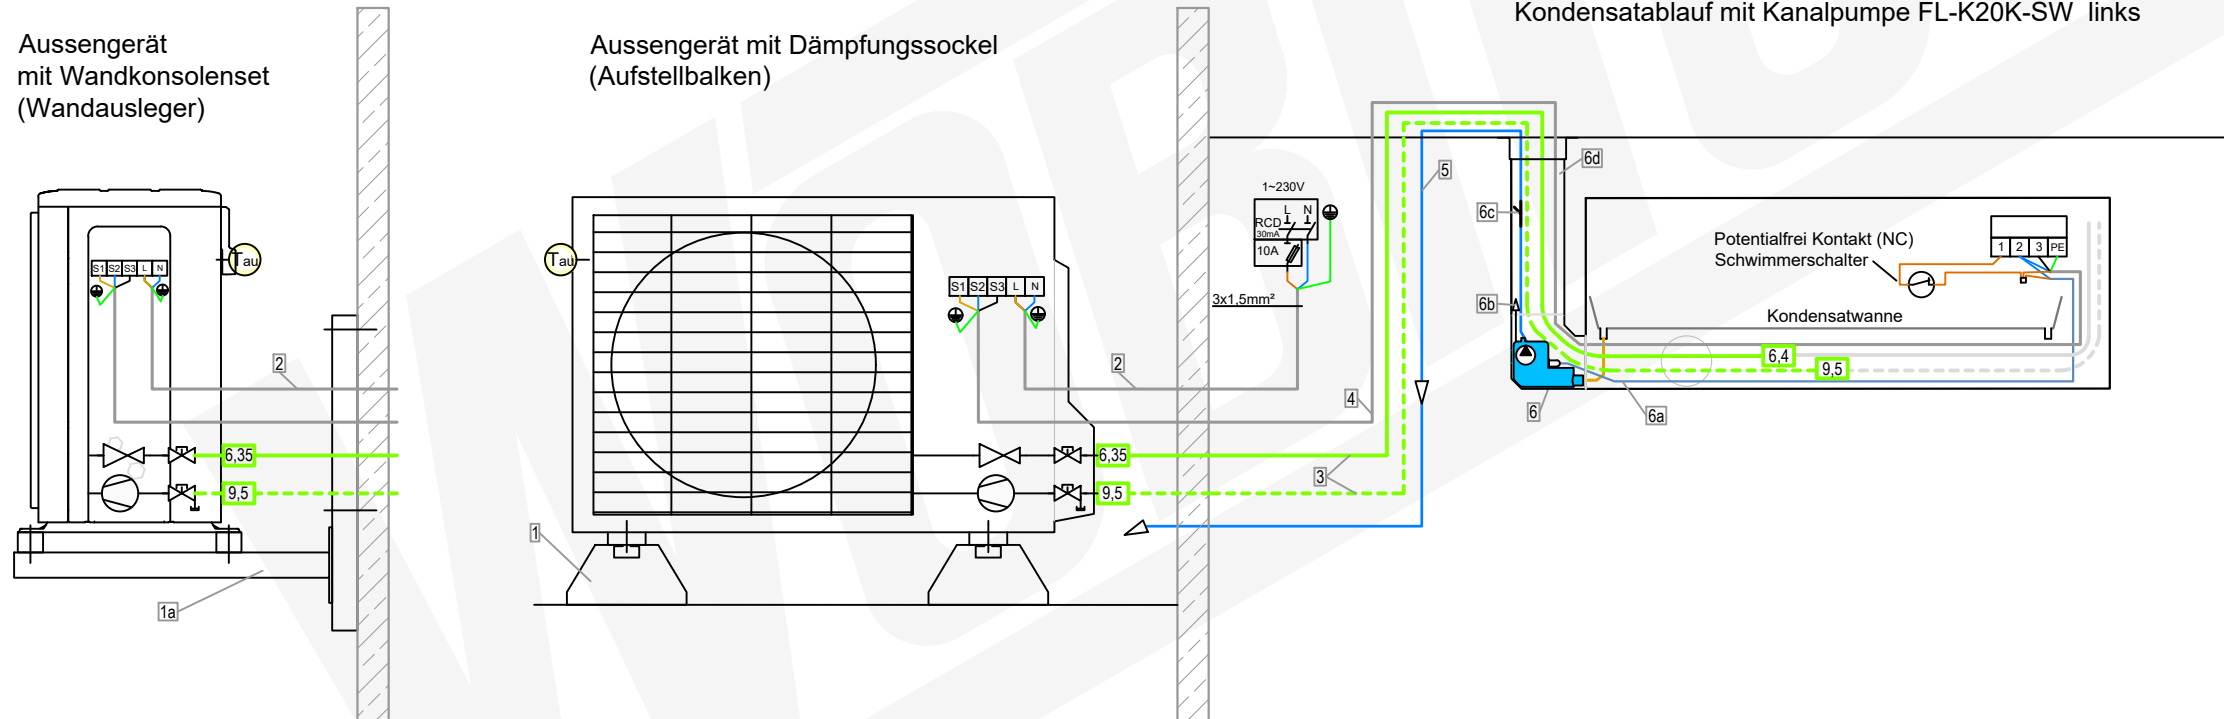 Kondensatablauf mit Kanalpumpe FL-K20K-SW links
Aussengerät
mit Wandkonsolenset
(Wandausleger)
Aussengerät mit Dämpfungssockel
(Aufstellbalken)
S1 S2 S3 L N
Tau
2
6,35
9,5
1a
Tau
S1 S2 S3 L N
2
6,35
9,5
1
3
4
5
1~230V
L N
RCD
30mA
10A
3x1,5mm²
6d
6c
6b
6
6a
Potentialfrei Kontakt (NC)
Schwimmerschalter
1 2 3 PE
Kondensatwanne
6,4
9,5